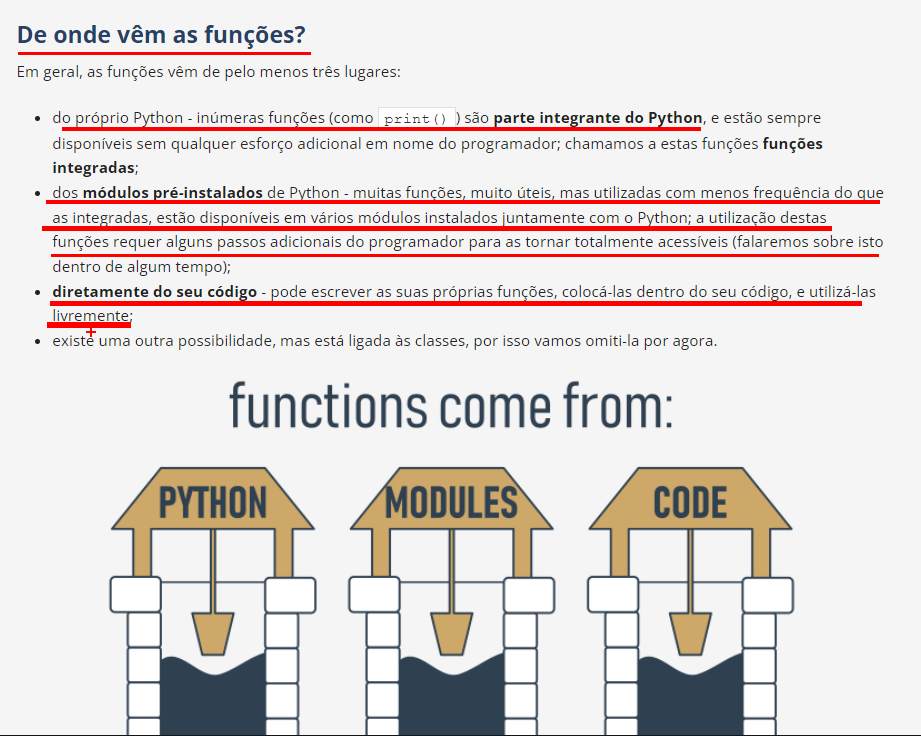 De onde vêm as funções?
Em geral, as funções vêm de pelo menos três lugares:
do próprio Python - inúmeras funções (como print() ) são parte integrante do Python, e estão sempre
disponíveis sem qualquer esforço adicional em nome do programador; chamamos a estas funções funções
integradas;
dos módulos pré-instalados de Python - muitas funções, muito úteis, mas utilizadas com menos frequência do que
as integradas, estão disponíveis em vários módulos instalados juntamente com o Python; a utilização destas
funções requer alguns passos adicionais do programador para as tornar totalmente acessíveis (falaremos sobre isto
dentro de algum tempo);
diretamente do seu código - pode escrever as suas próprias funções, colocá-las dentro do seu código, e utilizá-las
livremente;
existe uma outra possibilidade, mas está ligada às classes, por isso vamos omiti-la por agora.
functions come from:
PYTHON MODULES CODE